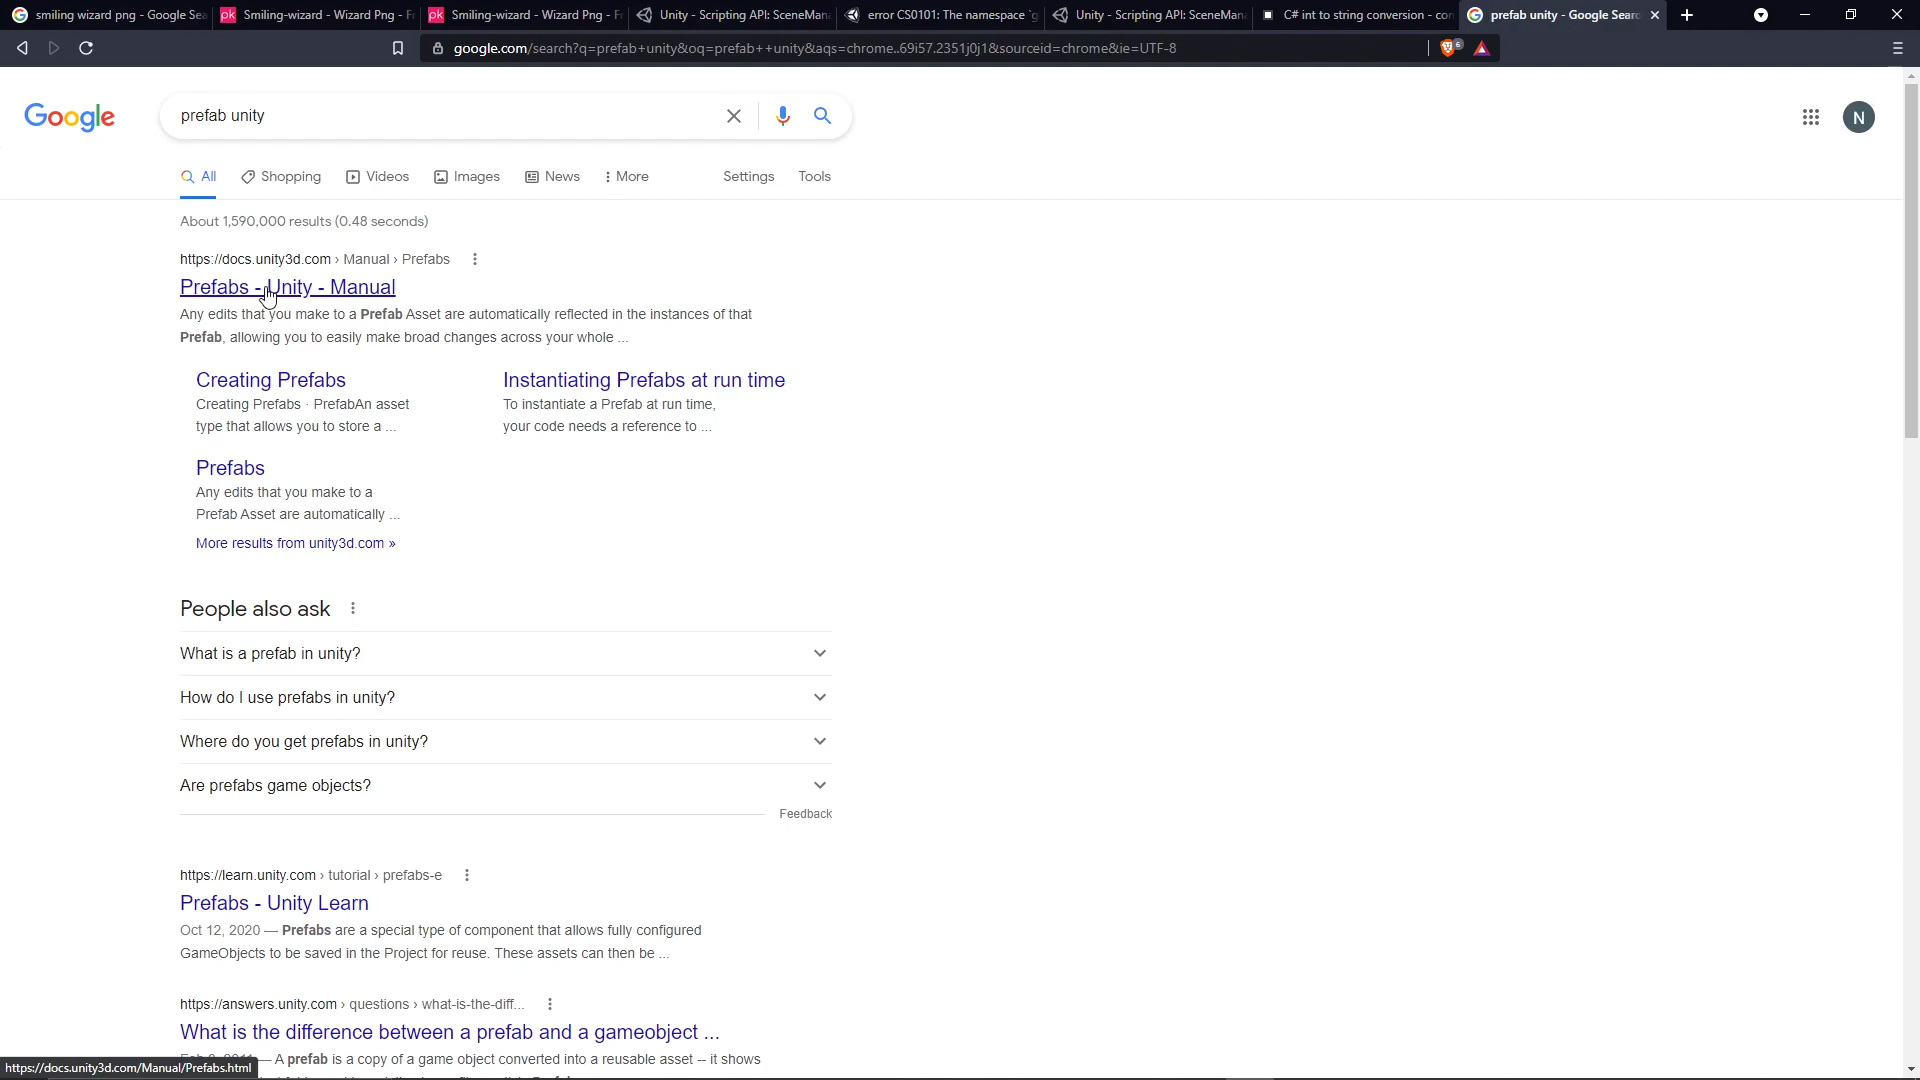 smiling wizard png - Google Sea
pk Smiling-wizard - Wizard Png - F
pk Smiling-wizard - Wizard Png - F
Unity - Scripting API: SceneMan
error CS0101: The namespace 'g
Unity - Scripting API: SceneMan
C# int to string conversion - con
prefab unity - Google Searc
google.com/search?q=prefab+unity&oq=prefab++unity&aqs=chrome..69i57.2351j0j1&sourceid=chrome&ie=UTF-8
6
Google
prefab unity
N
All
Shopping
Videos
Images
News
More
Settings
Tools
About 1,590,000 results (0.48 seconds)
https://docs.unity3d.com › Manual › Prefabs
Prefabs - Unity - Manual
Any edits that you make to a Prefab Asset are automatically reflected in the instances of that
Prefab, allowing you to easily make broad changes across your whole ...
Creating Prefabs
Creating Prefabs · PrefabAn asset
type that allows you to store a ...
Instantiating Prefabs at run time
To instantiate a Prefab at run time,
your code needs a reference to ...
Prefabs
Any edits that you make to a
Prefab Asset are automatically ...
More results from unity3d.com »
People also ask
What is a prefab in unity?
How do I use prefabs in unity?
Where do you get prefabs in unity?
Are prefabs game objects?
Feedback
https://learn.unity.com › tutorial › prefabs-e
Prefabs - Unity Learn
Oct 12, 2020 — Prefabs are a special type of component that allows fully configured
GameObjects to be saved in the Project for reuse. These assets can then be ...
https://answers.unity.com › questions › what-is-the-diff...
What is the difference between a prefab and a gameobject ...
— A prefab is a copy of a game object converted into a reusable asset -- it shows
https://docs.unity3d.com/Manual/Prefabs.html